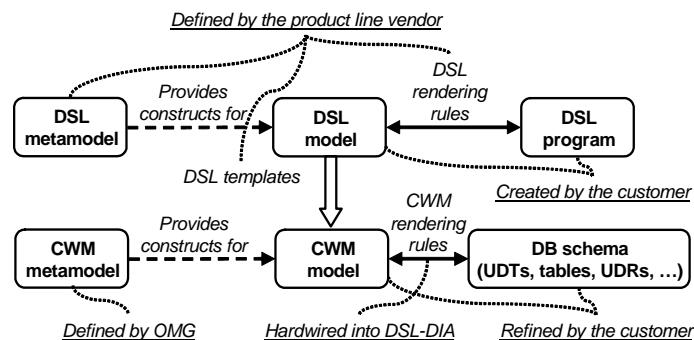 Defined by the product line vendor
Provides
constructs for
DSL
rendering
rules
DSL
metamodel
DSL
model
DSL
program
DSL templates
Created by the customer
Provides
constructs for
CWM
rendering
rules
CWM
metamodel
CWM
model
DB schema
(UDTs, tables, UDRs, …)
Defined by OMG
Hardwired into DSL-DIA
Refined by the customer